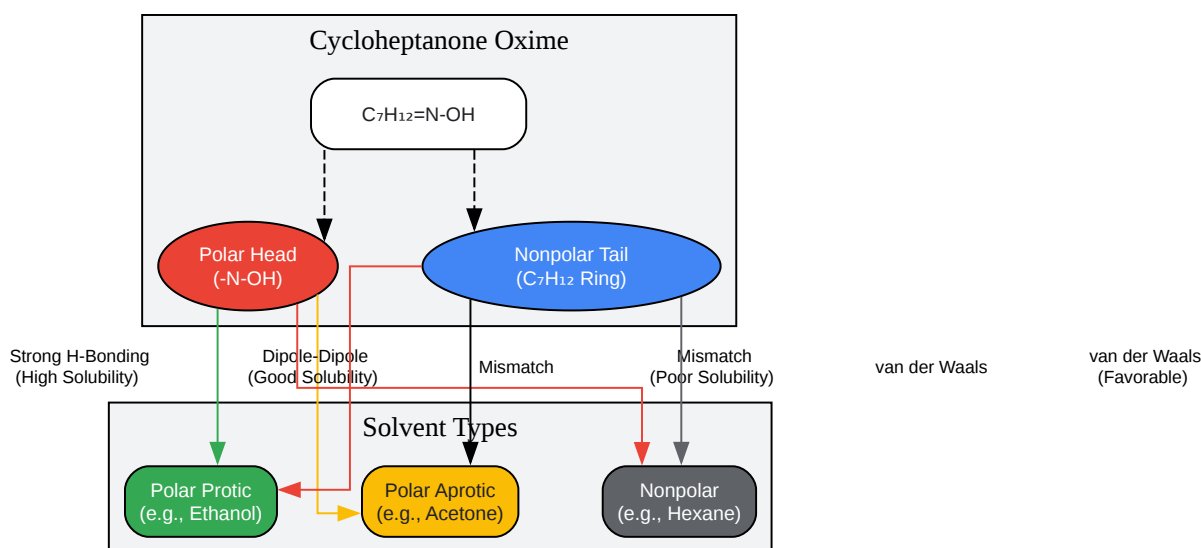 Cycloheptanone Oxime
C₇H₁₂=N-OH
Polar Head
(-N-OH)
Nonpolar Tail
(C₇H₁₂ Ring)
Strong H-Bonding
(High Solubility)
Dipole-Dipole
(Good Solubility)
Mismatch
Mismatch
(Poor Solubility)
van der Waals
van der Waals
(Favorable)
Solvent Types
Polar Protic
(e.g., Ethanol)
Polar Aprotic
(e.g., Acetone)
Nonpolar
(e.g., Hexane)